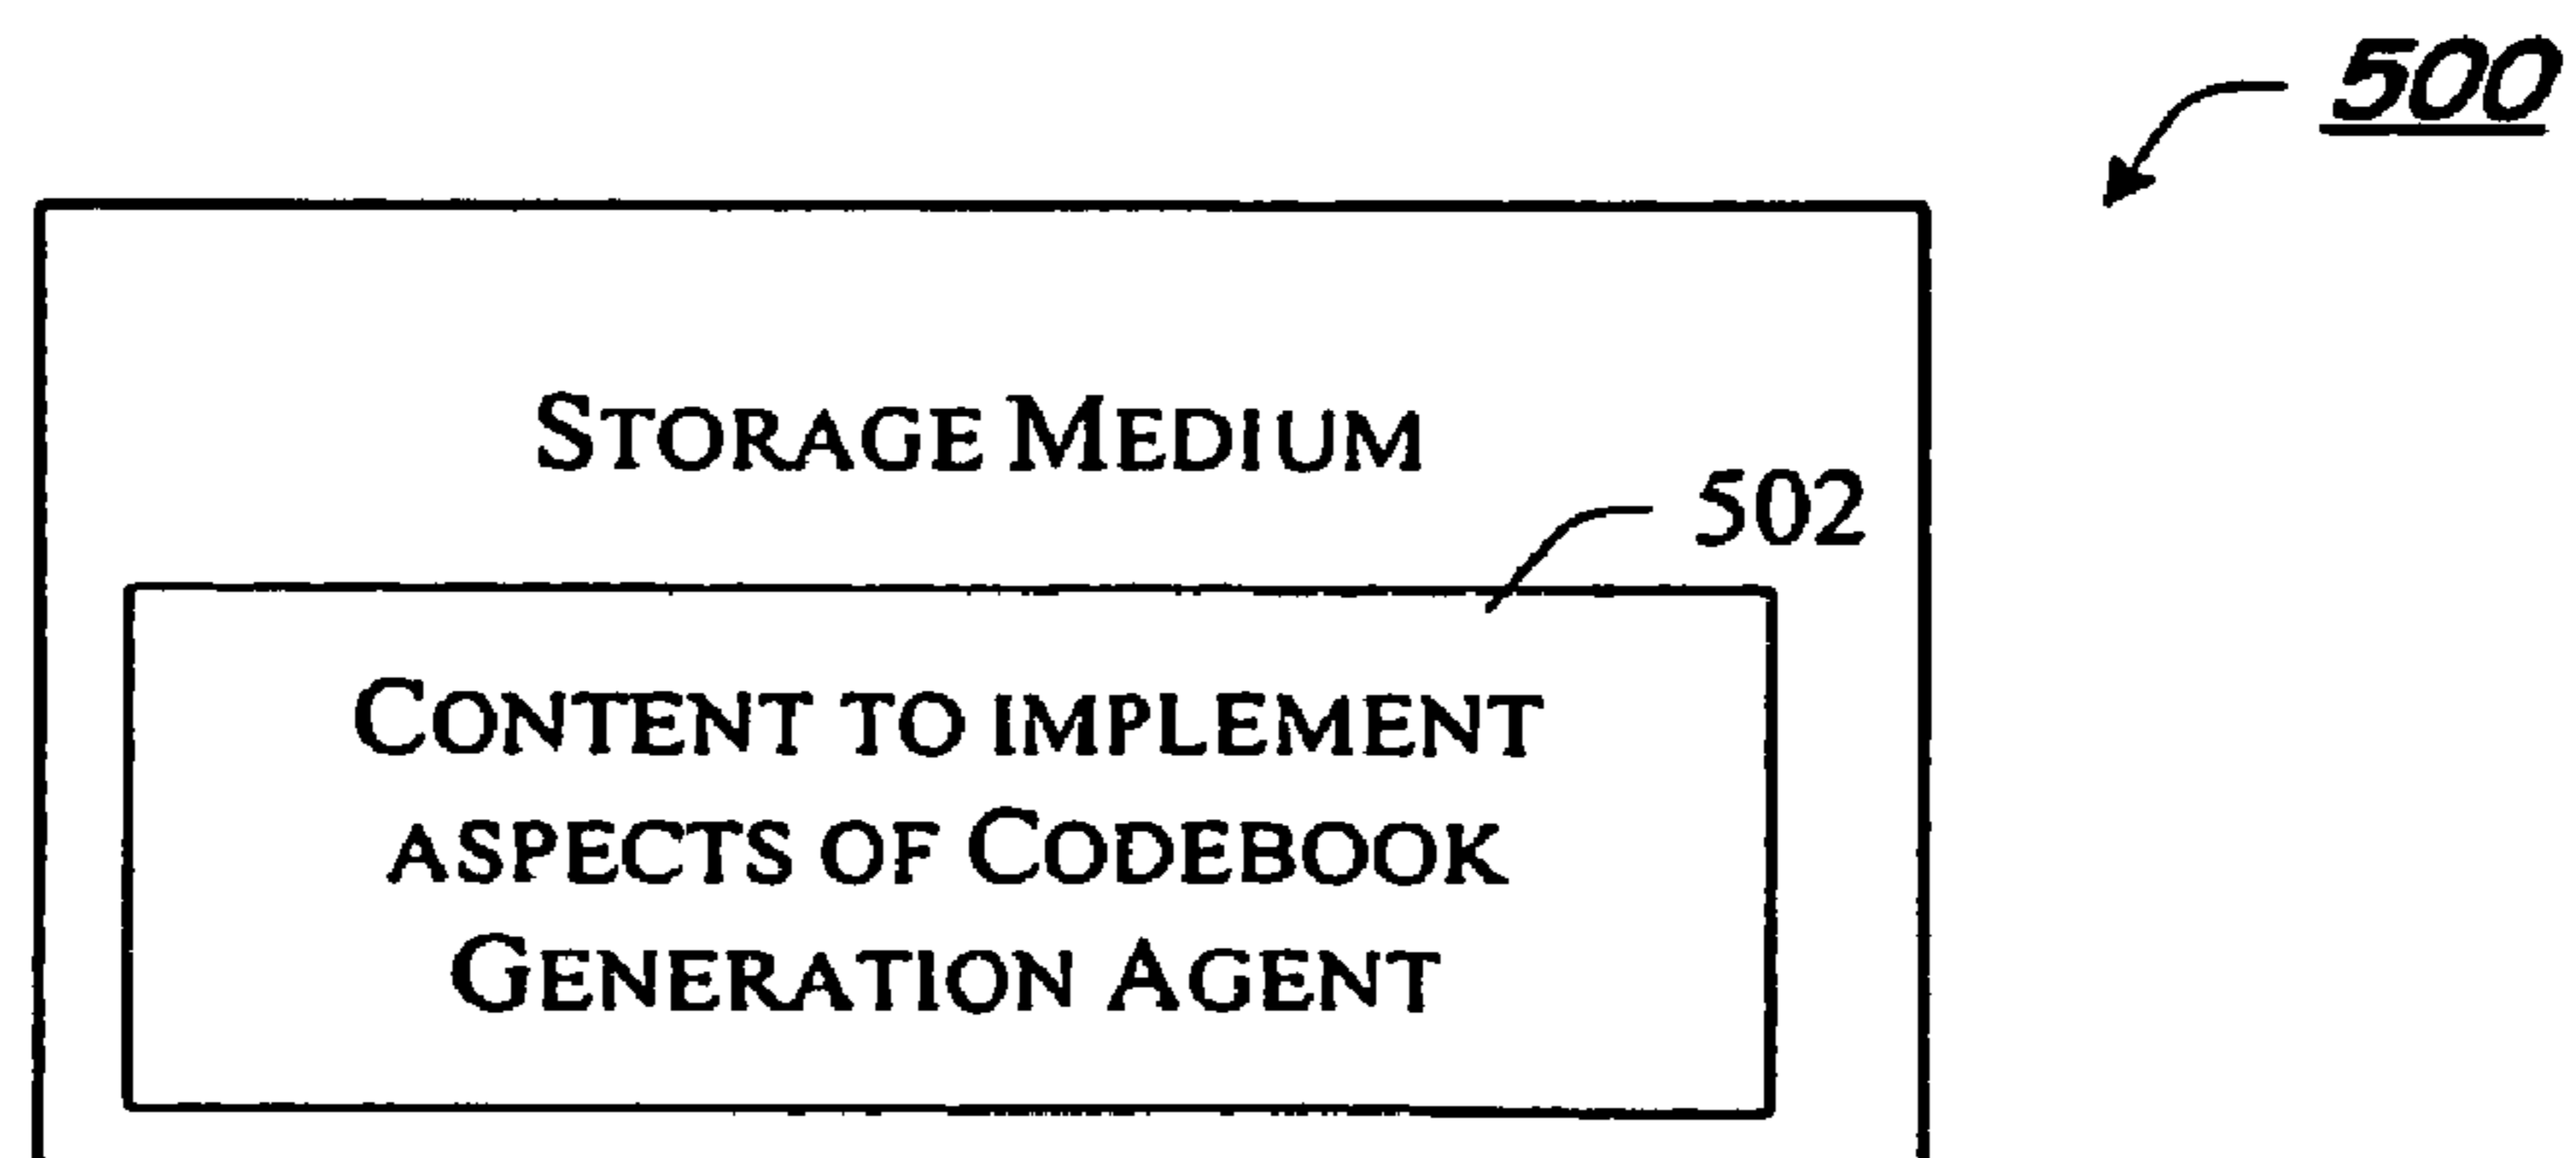 500
STORAGE MEDIUM
502
CONTENT TO IMPLEMENT
ASPECTS OF CODEBOOK
GENERATION AGENT